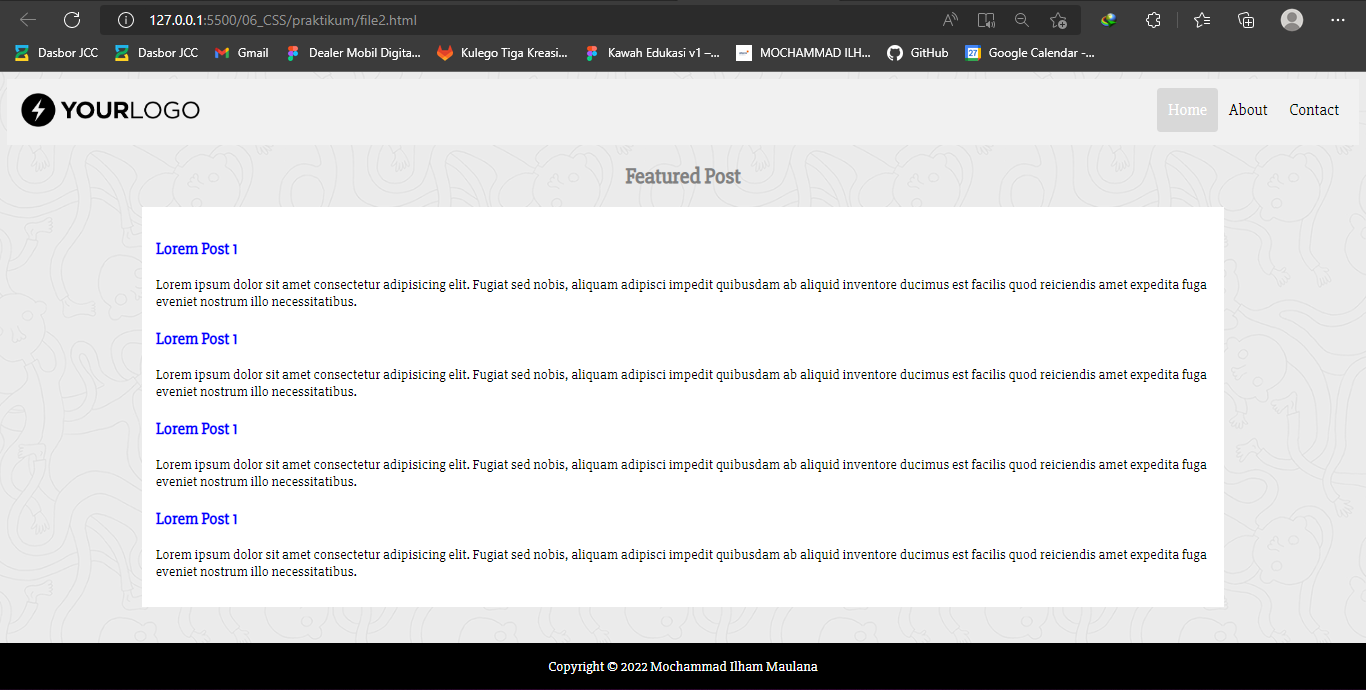 127.0.0.1:5500/06_CSS/praktikum/file2.html
Dasbor JCC Dasbor JCC Gmail Dealer Mobil Digita... Kulego Tiga Kreasi... Kawah Edukasi v1 –... MOCHAMMAD ILH... GitHub 27 Google Calendar -...
YOURLOGO Home About Contact
Featured Post
Lorem Post 1
Lorem ipsum dolor sit amet consectetur adipisicing elit. Fugiat sed nobis, aliquam adipisci impedit quibusdam ab aliquid inventore ducimus est facilis quod reiciendis amet expedita fuga
eveniet nostrum illo necessitatibus.
Lorem Post 1
Lorem ipsum dolor sit amet consectetur adipisicing elit. Fugiat sed nobis, aliquam adipisci impedit quibusdam ab aliquid inventore ducimus est facilis quod reiciendis amet expedita fuga
eveniet nostrum illo necessitatibus.
Lorem Post 1
Lorem ipsum dolor sit amet consectetur adipisicing elit. Fugiat sed nobis, aliquam adipisci impedit quibusdam ab aliquid inventore ducimus est facilis quod reiciendis amet expedita fuga
eveniet nostrum illo necessitatibus.
Lorem Post 1
Lorem ipsum dolor sit amet consectetur adipisicing elit. Fugiat sed nobis, aliquam adipisci impedit quibusdam ab aliquid inventore ducimus est facilis quod reiciendis amet expedita fuga
eveniet nostrum illo necessitatibus.
Copyright © 2022 Mochammad Ilham Maulana